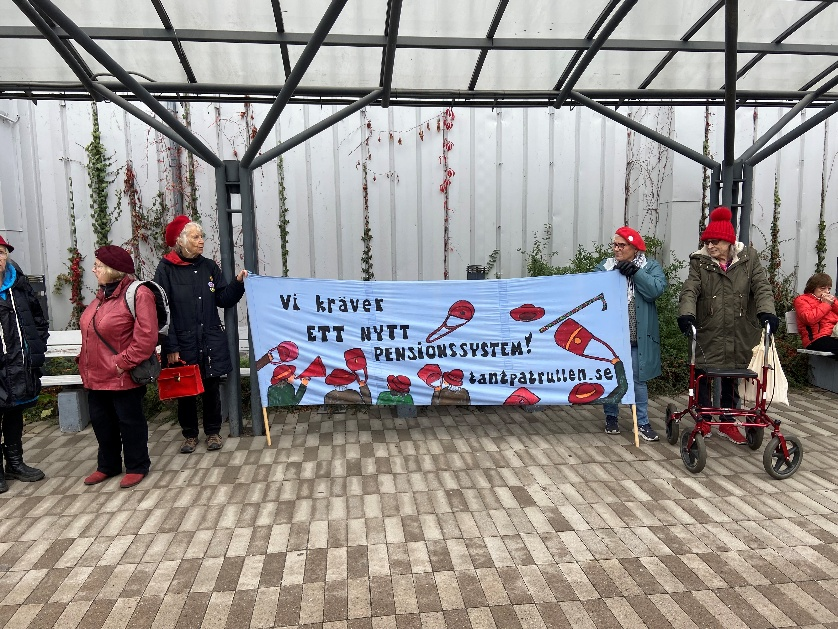 Vi kräver
ETT NYTT
PENSIONSSYSTEM!
tantpatrullen.se